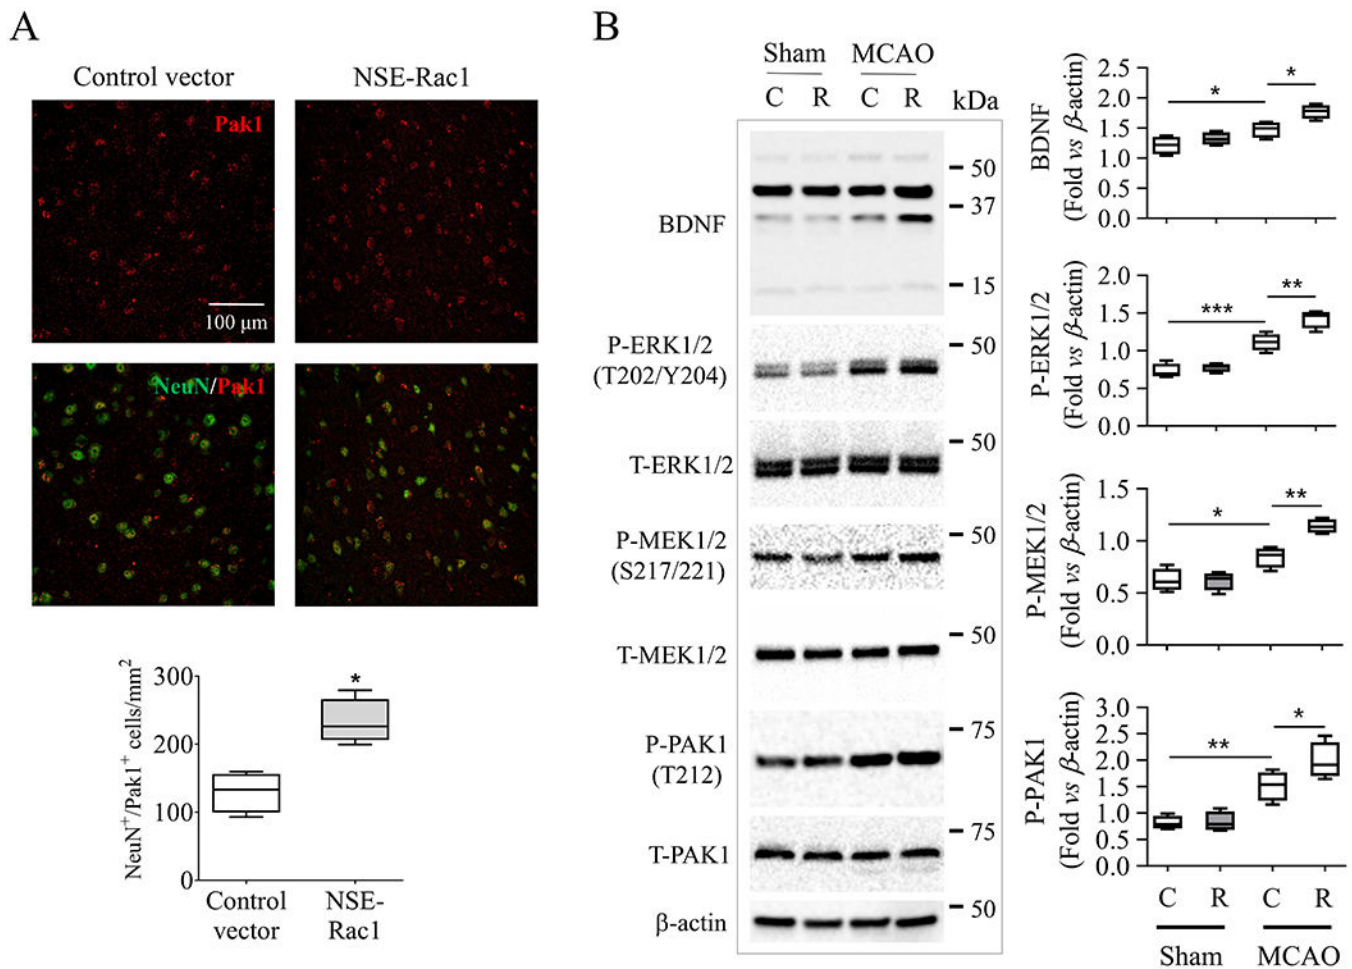 A
Control vector
NSE-Rac1
Pak1
100 μm
NeuN/Pak1
NeuN⁺/Pak1⁺ cells/mm²
300
200
100
0
*
Control
vector
NSE-
Rac1
B
Sham
MCAO
C
R
C
R
kDa
BDNF
50
37
15
P-ERK1/2
(T202/Y204)
50
T-ERK1/2
50
P-MEK1/2
(S217/221)
50
T-MEK1/2
50
P-PAK1
(T212)
75
T-PAK1
75
β-actin
50
BDNF
(Fold vs β-actin)
2.5
2.0
1.5
1.0
0.5
0.0
*
*
P-ERK1/2
(Fold vs β-actin)
2.0
1.5
1.0
0.5
0.0
***
**
P-MEK1/2
(Fold vs β-actin)
1.5
1.0
0.5
0.0
*
**
P-PAK1
(Fold vs β-actin)
3.0
2.5
2.0
1.5
1.0
0.5
0.0
**
*
C
R
C
R
Sham
MCAO